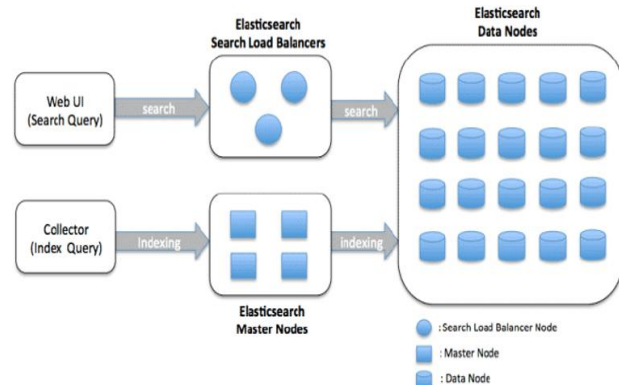 Elasticsearch
Search Load Balancers
Elasticsearch
Data Nodes
Web UI
(Search Query)
search
search
Collector
(Index Query)
Indexing
indexing
Elasticsearch
Master Nodes
: Search Load Balancer Node
: Master Node
: Data Node